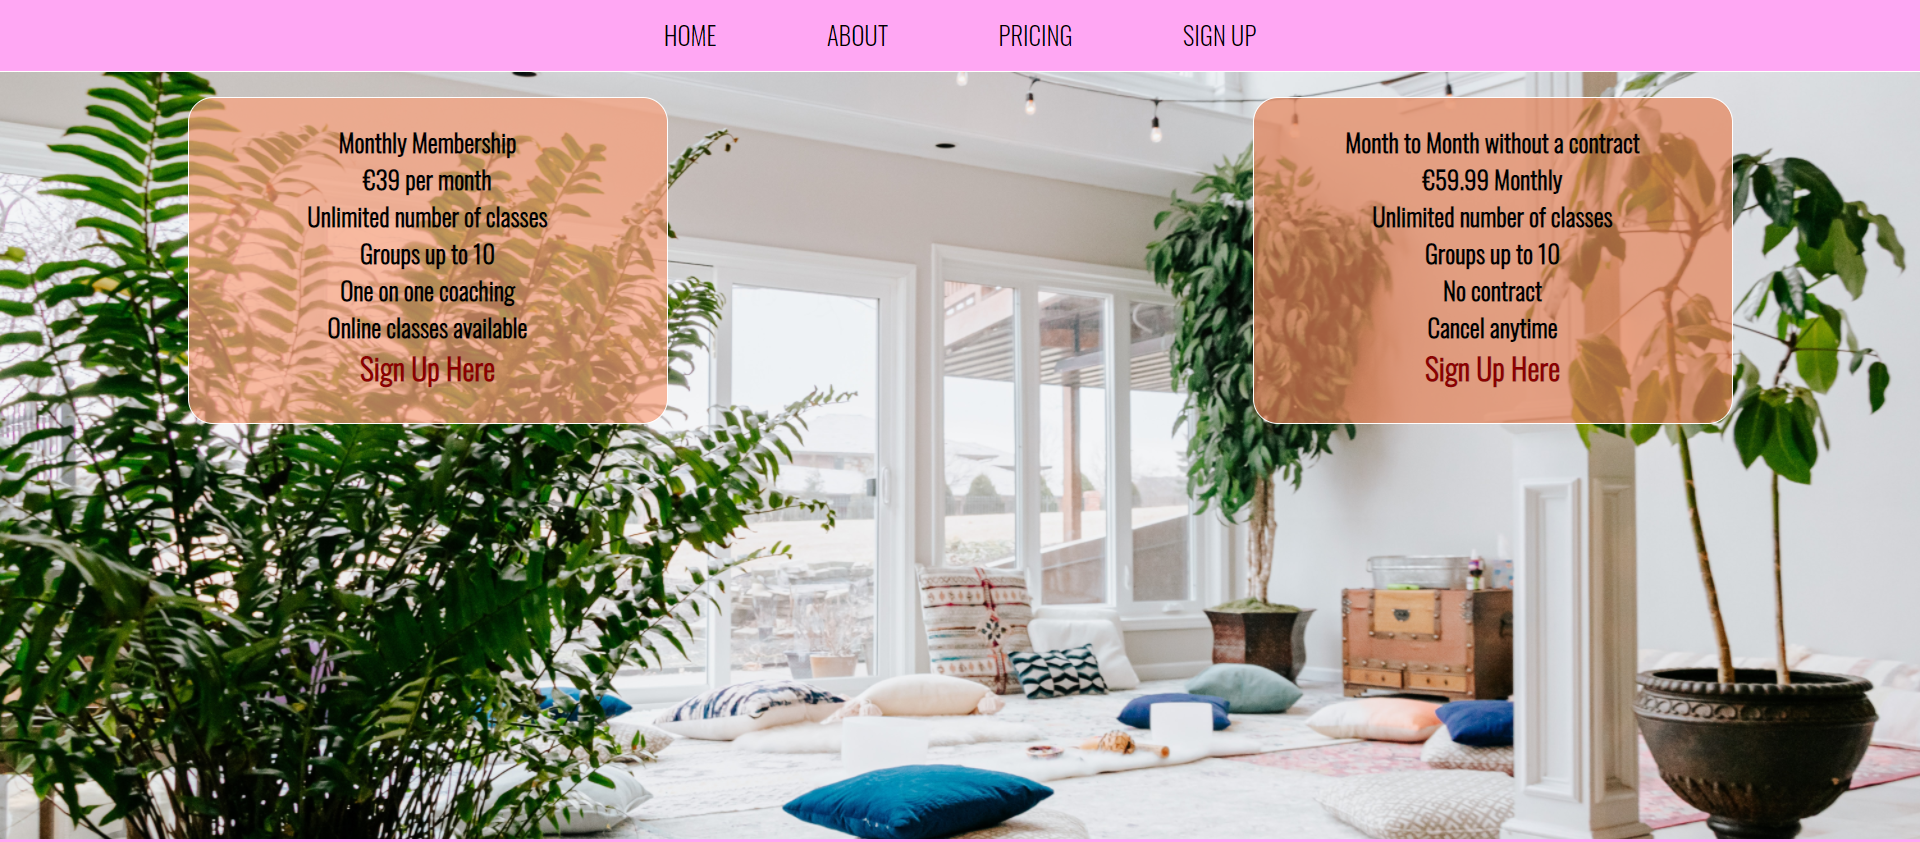 HOME ABOUT PRICING SIGN UP
Monthly Membership
€39 per month
Unlimited number of classes
Groups up to 10
One on one coaching
Online classes available
Sign Up Here
Month to Month without a contract
€59.99 Monthly
Unlimited number of classes
Groups up to 10
No contract
Cancel anytime
Sign Up Here